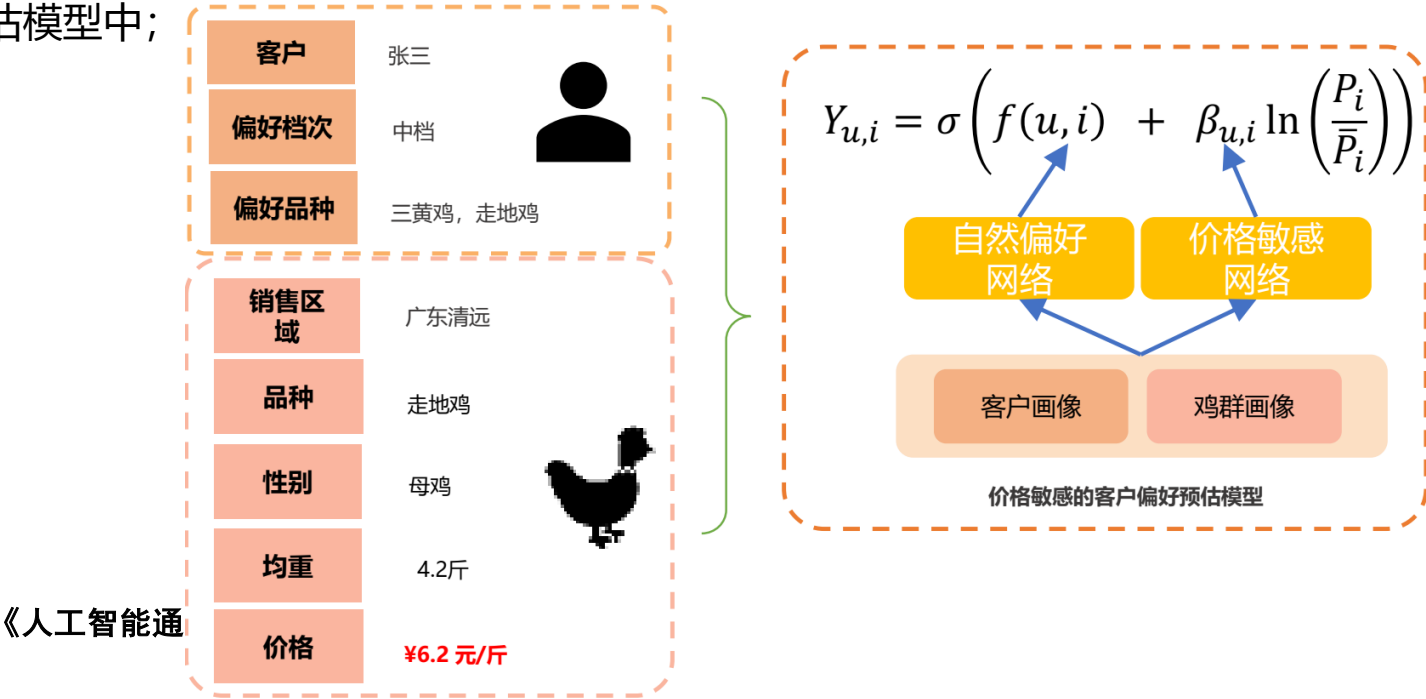 估模型中；
客户
张三
偏好档次
中档
偏好品种
三黄鸡，走地鸡
销售区
域
广东清远
品种
走地鸡
性别
母鸡
均重
4.2斤
价格
¥6.2 元/斤
《人工智能通
Y_{u,i} = σ( f(u,i) + β_{u,i} ln( P_i / P̄_i ) )
自然偏好
网络
价格敏感
网络
客户画像
鸡群画像
价格敏感的客户偏好预估模型